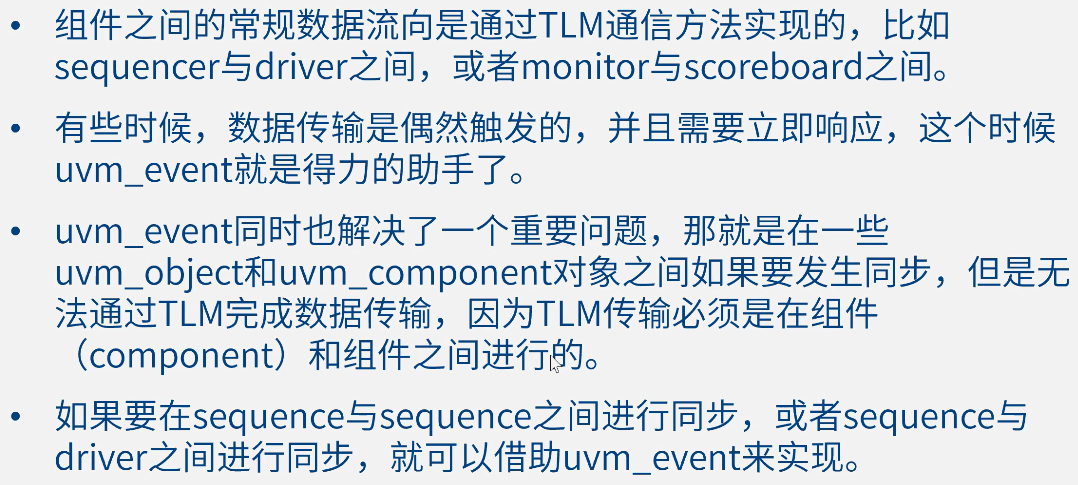 • 组件之间的常规数据流向是通过TLM通信方法实现的，比如
sequencer与driver之间，或者monitor与scoreboard之间。
• 有些时候，数据传输是偶然触发的，并且需要立即响应，这个时候
uvm_event就是得力的助手了。
• uvm_event同时也解决了一个重要问题，那就是在一些
uvm_object和uvm_component对象之间如果要发生同步，但是无
法通过TLM完成数据传输，因为TLM传输必须是在组件
（component）和组件之间进行的。
• 如果要在sequence与sequence之间进行同步，或者sequence与
driver之间进行同步，就可以借助uvm_event来实现。